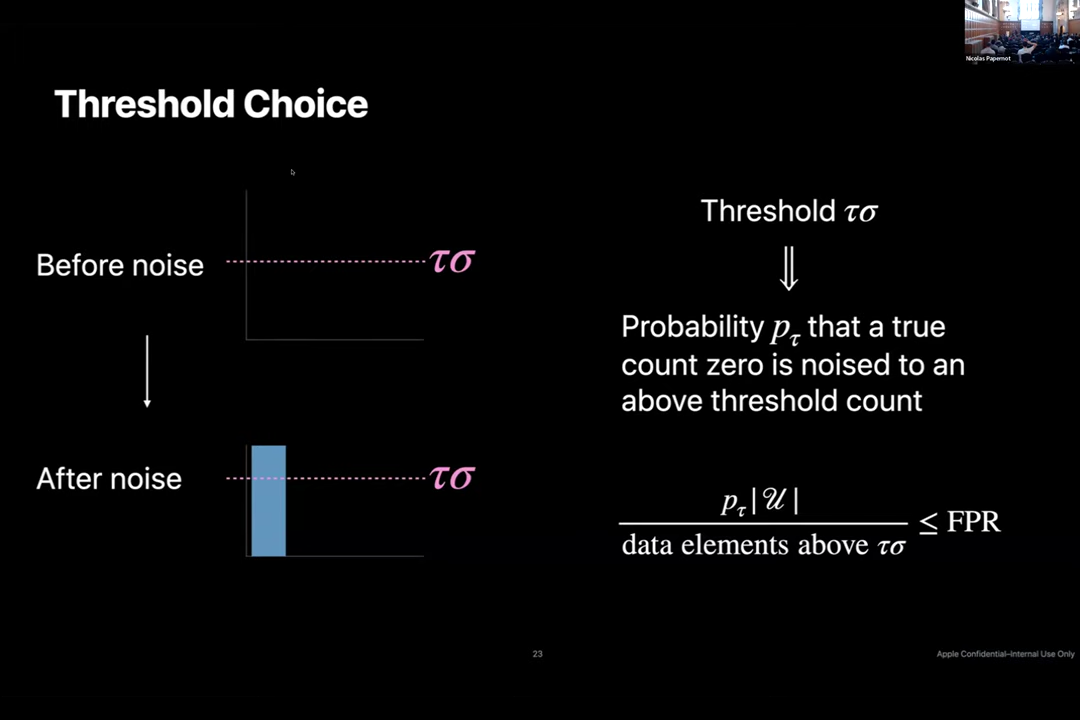 Nicolas Papernot
Threshold Choice
Before noise
τσ
After noise
τσ
Threshold τσ
⇓
Probability p_τ that a true
count zero is noised to an
above threshold count
p_τ|𝒰|
data elements above τσ
≤ FPR
23
Apple Confidential–Internal Use Only